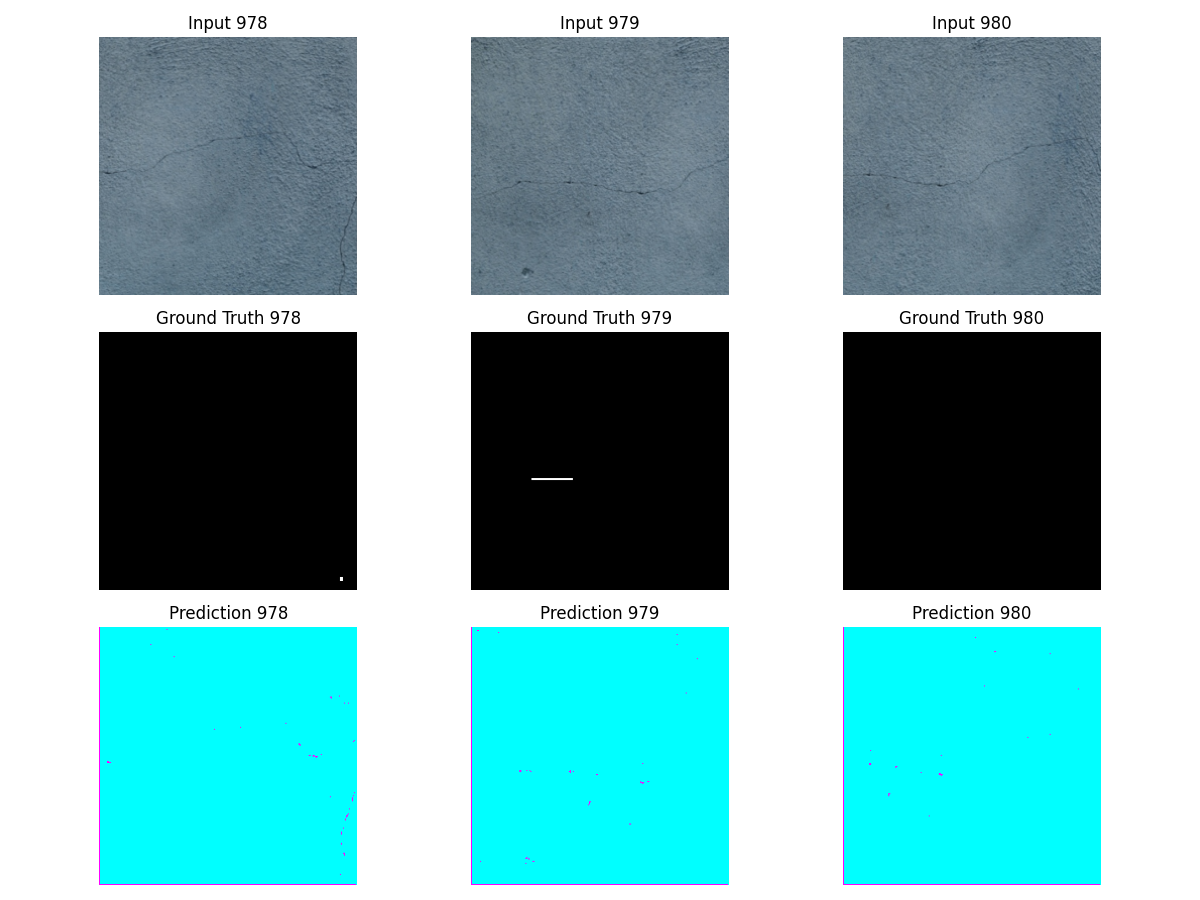 Input 978
Input 979
Input 980
Ground Truth 978
Ground Truth 979
Ground Truth 980
Prediction 978
Prediction 979
Prediction 980